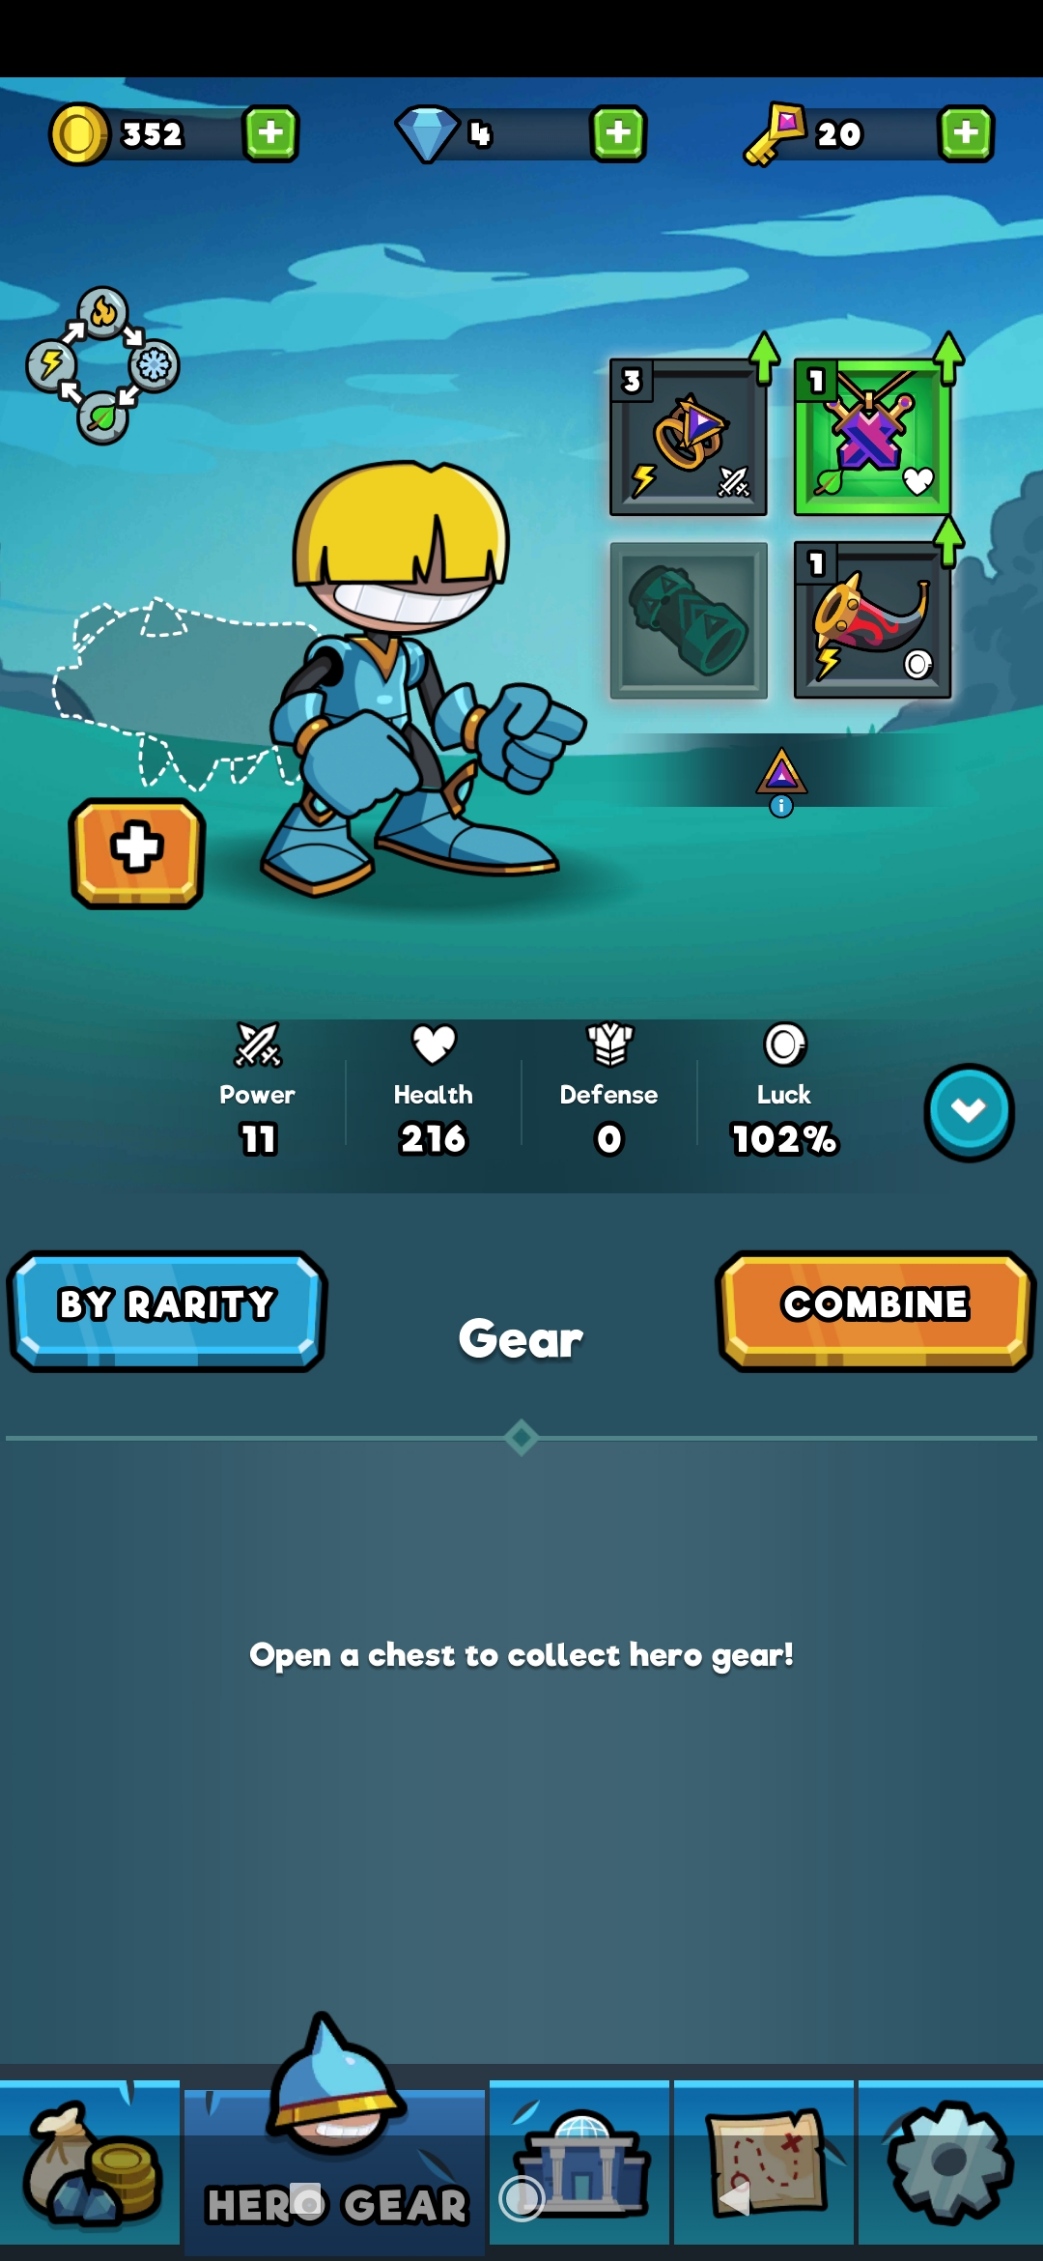 352
4
20
3
1
1
i
Power
Health
Defense
Luck
11
216
0
102%
BY RARITY
Gear
COMBINE
Open a chest to collect hero gear!
HERO GEAR